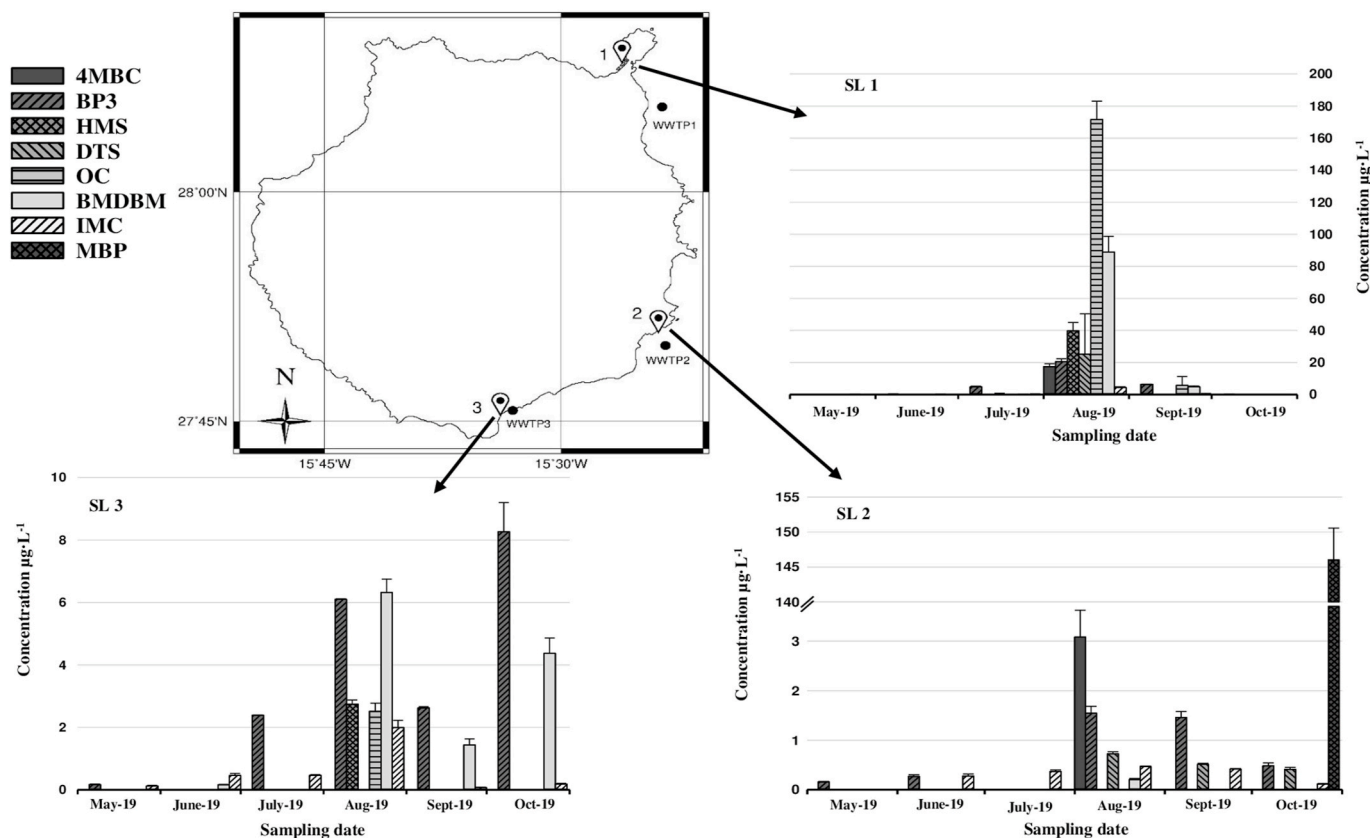 4MBC
BP3
HMS
DTS
OC
BMDBM
IMC
MBP
1
WWTP1
28°00'N
2
WWTP2
N
3
WWTP3
27°45'N
15°45'W
15°30'W
SL 1
200
180
160
140
120
100
80
60
40
20
0
Concentration µg·L⁻¹
May-19
June-19
July-19
Aug-19
Sept-19
Oct-19
Sampling date
SL 3
10
8
6
4
2
0
Concentration µg·L⁻¹
May-19
June-19
July-19
Aug-19
Sept-19
Oct-19
Sampling date
SL 2
155
150
145
140
3
2
1
0
Concentration µg·L⁻¹
May-19
June-19
July-19
Aug-19
Sept-19
Oct-19
Sampling date